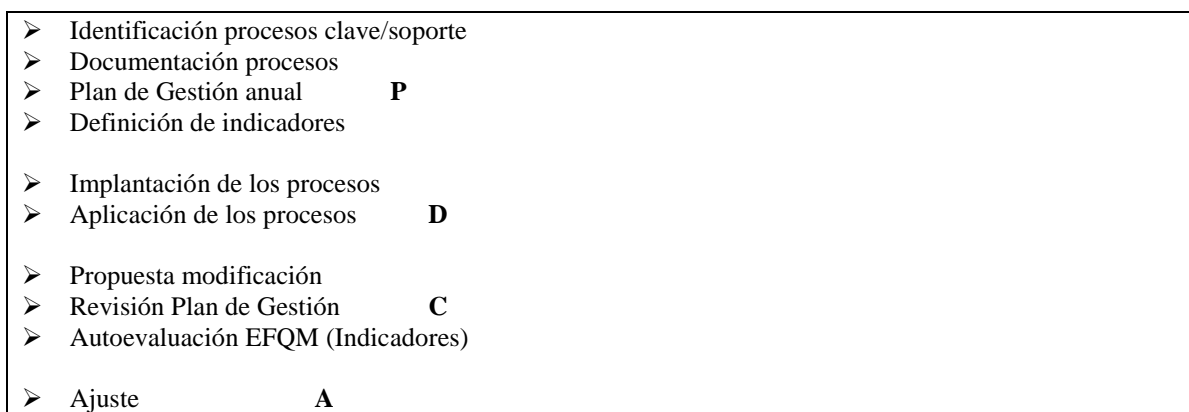 ➢ Identificación procesos clave/soporte
➢ Documentación procesos
➢ Plan de Gestión anual P
➢ Definición de indicadores
➢ Implantación de los procesos
➢ Aplicación de los procesos D
➢ Propuesta modificación
➢ Revisión Plan de Gestión C
➢ Autoevaluación EFQM (Indicadores)
➢ Ajuste A